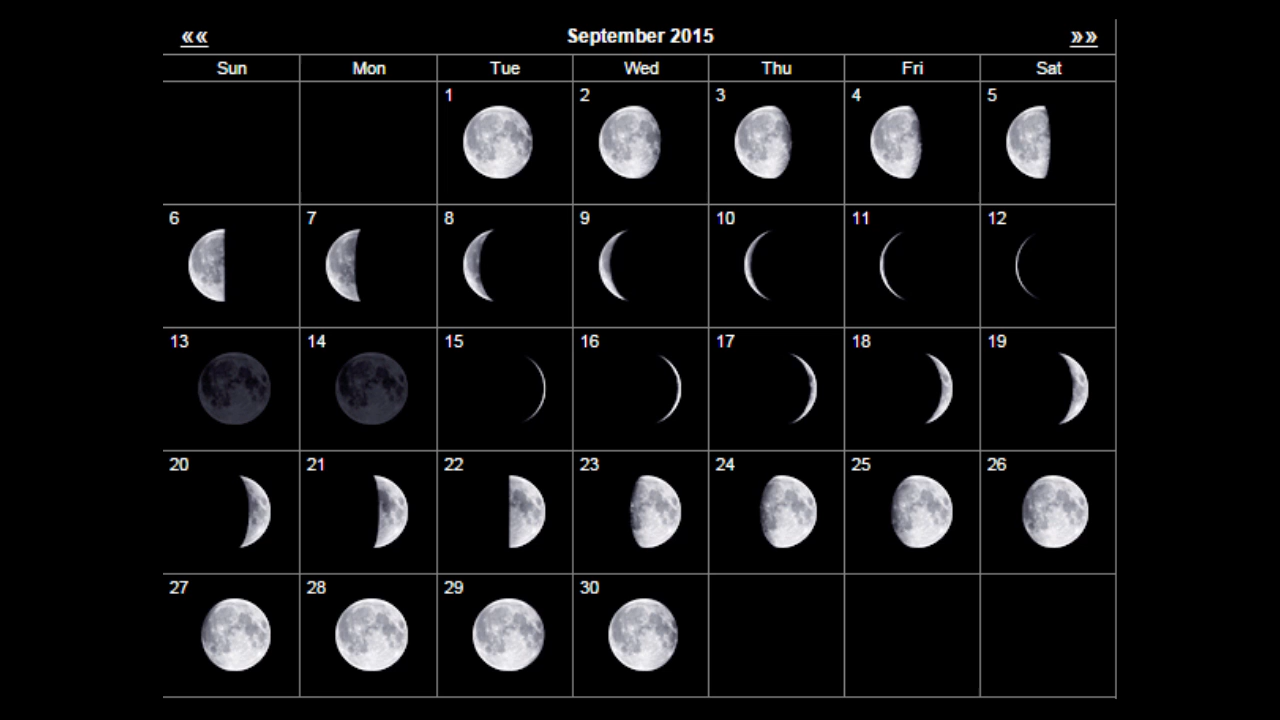 «« September 2015 »»
Sun Mon Tue Wed Thu Fri Sat
1 2 3 4 5
6 7 8 9 10 11 12
13 14 15 16 17 18 19
20 21 22 23 24 25 26
27 28 29 30